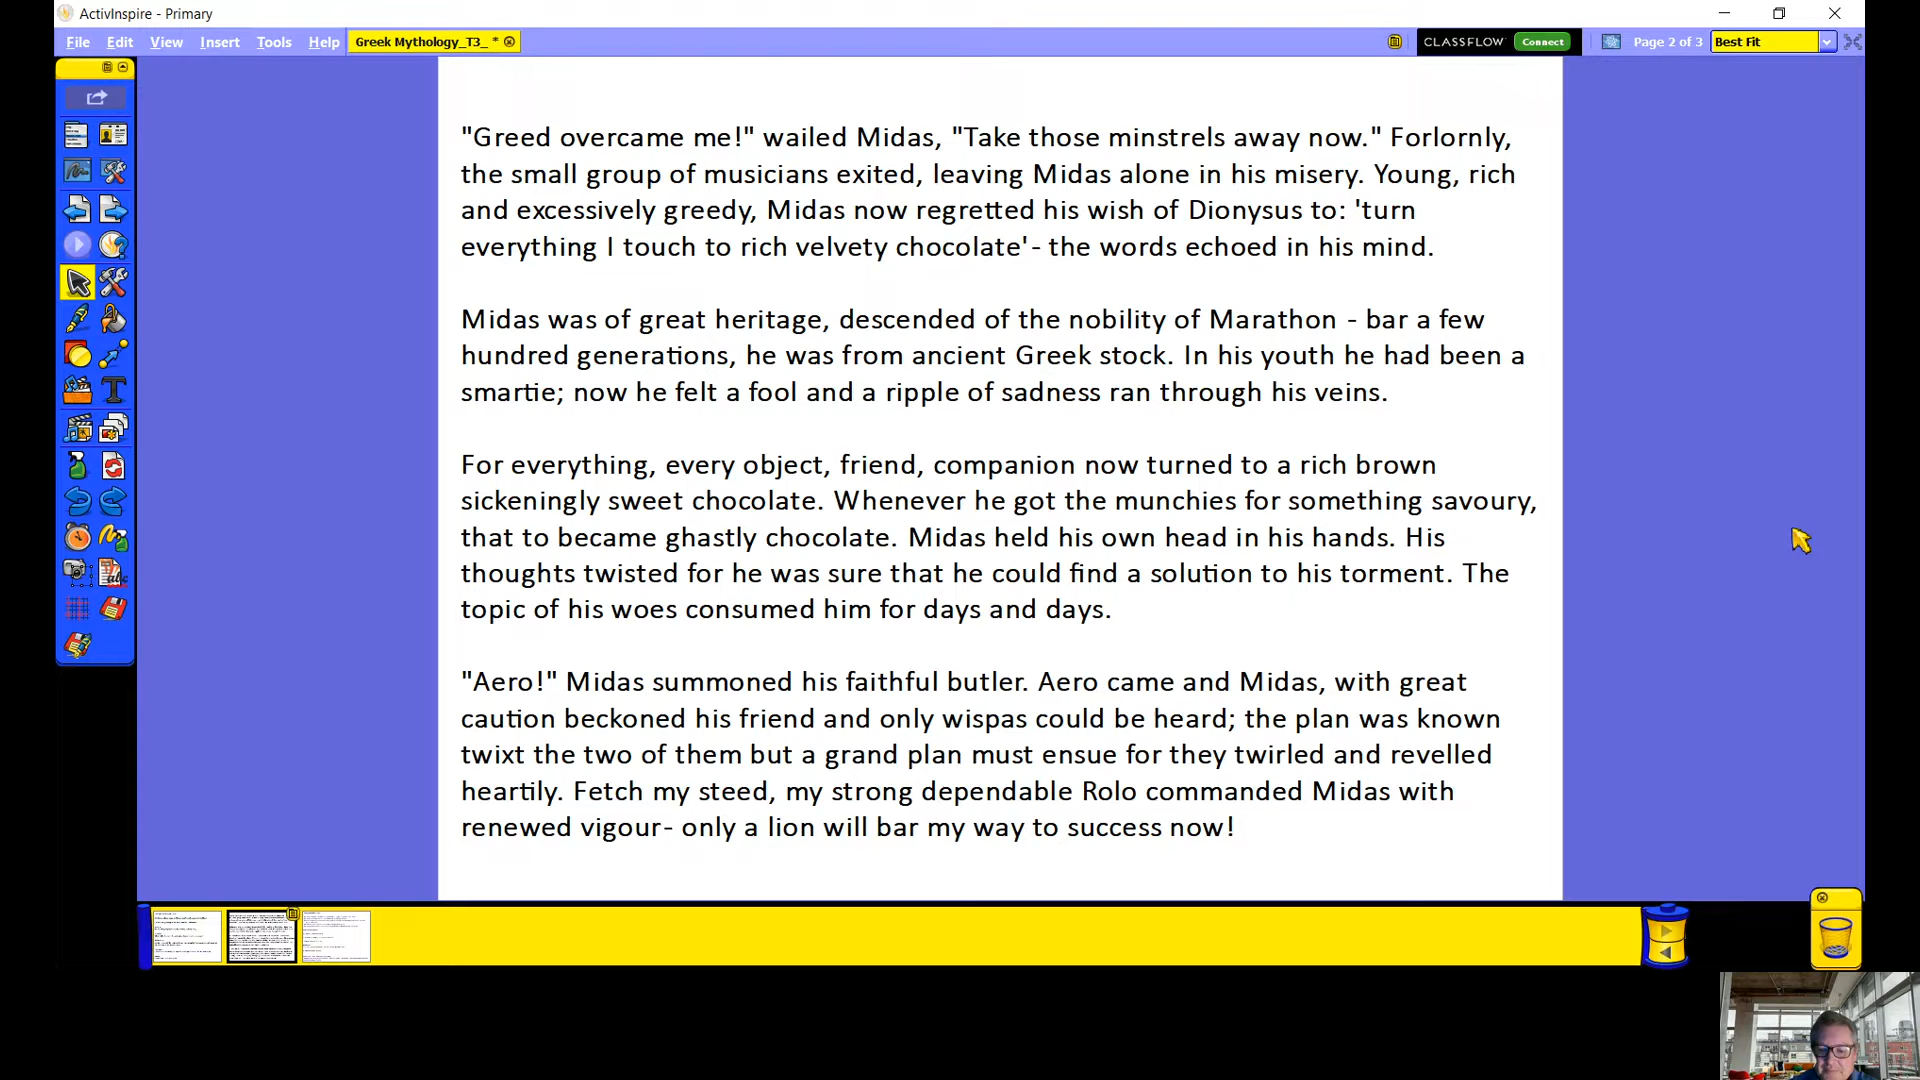 ActivInspire - Primary
File Edit View Insert Tools Help Greek Mythology_T3_ * CLASSFLOW Connect Page 2 of 3 Best Fit
"Greed overcame me!" wailed Midas, "Take those minstrels away now." Forlornly,
the small group of musicians exited, leaving Midas alone in his misery. Young, rich
and excessively greedy, Midas now regretted his wish of Dionysus to: 'turn
everything I touch to rich velvety chocolate'- the words echoed in his mind.
Midas was of great heritage, descended of the nobility of Marathon - bar a few
hundred generations, he was from ancient Greek stock. In his youth he had been a
smartie; now he felt a fool and a ripple of sadness ran through his veins.
For everything, every object, friend, companion now turned to a rich brown
sickeningly sweet chocolate. Whenever he got the munchies for something savoury,
that to became ghastly chocolate. Midas held his own head in his hands. His
thoughts twisted for he was sure that he could find a solution to his torment. The
topic of his woes consumed him for days and days.
"Aero!" Midas summoned his faithful butler. Aero came and Midas, with great
caution beckoned his friend and only wispas could be heard; the plan was known
twixt the two of them but a grand plan must ensue for they twirled and revelled
heartily. Fetch my steed, my strong dependable Rolo commanded Midas with
renewed vigour- only a lion will bar my way to success now!